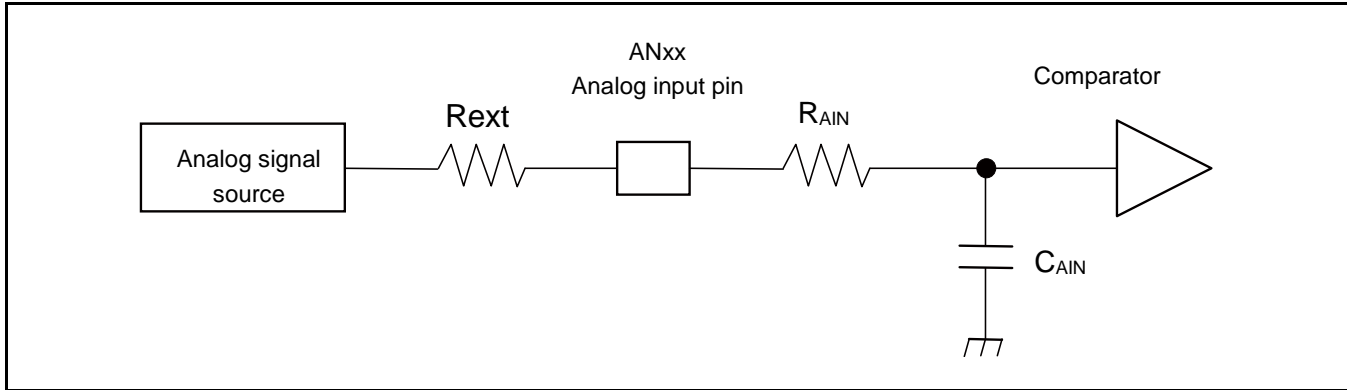 ANxx
Analog input pin
Comparator
Rext
RAIN
Analog signal
source
CAIN